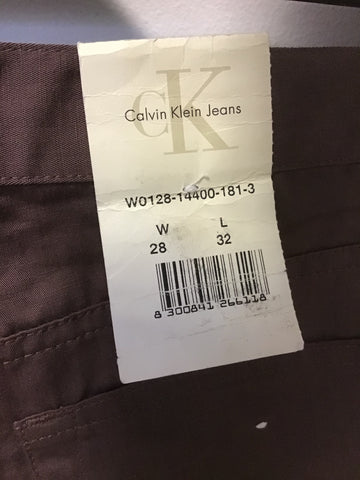 CK
Calvin Klein Jeans
W0128-14400-181-3
W L
28 32
8 300841 266118